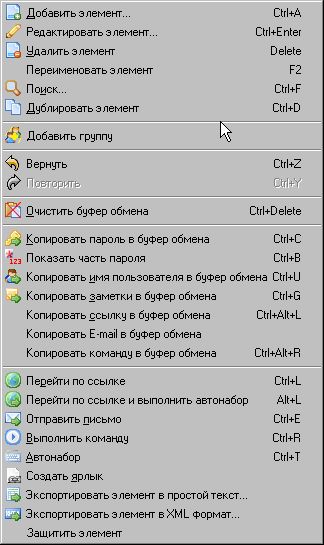 Добавить элемент... Ctrl+A
Редактировать элемент... Ctrl+Enter
Удалить элемент Delete
Переименовать элемент F2
Поиск... Ctrl+F
Дублировать элемент Ctrl+D
Добавить группу
Вернуть Ctrl+Z
Повторить Ctrl+Y
Очистить буфер обмена Ctrl+Delete
Копировать пароль в буфер обмена Ctrl+C
Показать часть пароля Ctrl+B
Копировать имя пользователя в буфер обмена Ctrl+U
Копировать заметки в буфер обмена Ctrl+G
Копировать ссылку в буфер обмена Ctrl+Alt+L
Копировать E-mail в буфер обмена
Копировать команду в буфер обмена Ctrl+Alt+R
Перейти по ссылке Ctrl+L
Перейти по ссылке и выполнить автонабор Alt+L
Отправить письмо Ctrl+E
Выполнить команду Ctrl+R
Автонабор Ctrl+T
Создать ярлык
Экспортировать элемент в простой текст...
Экспортировать элемент в XML формат...
Защитить элемент